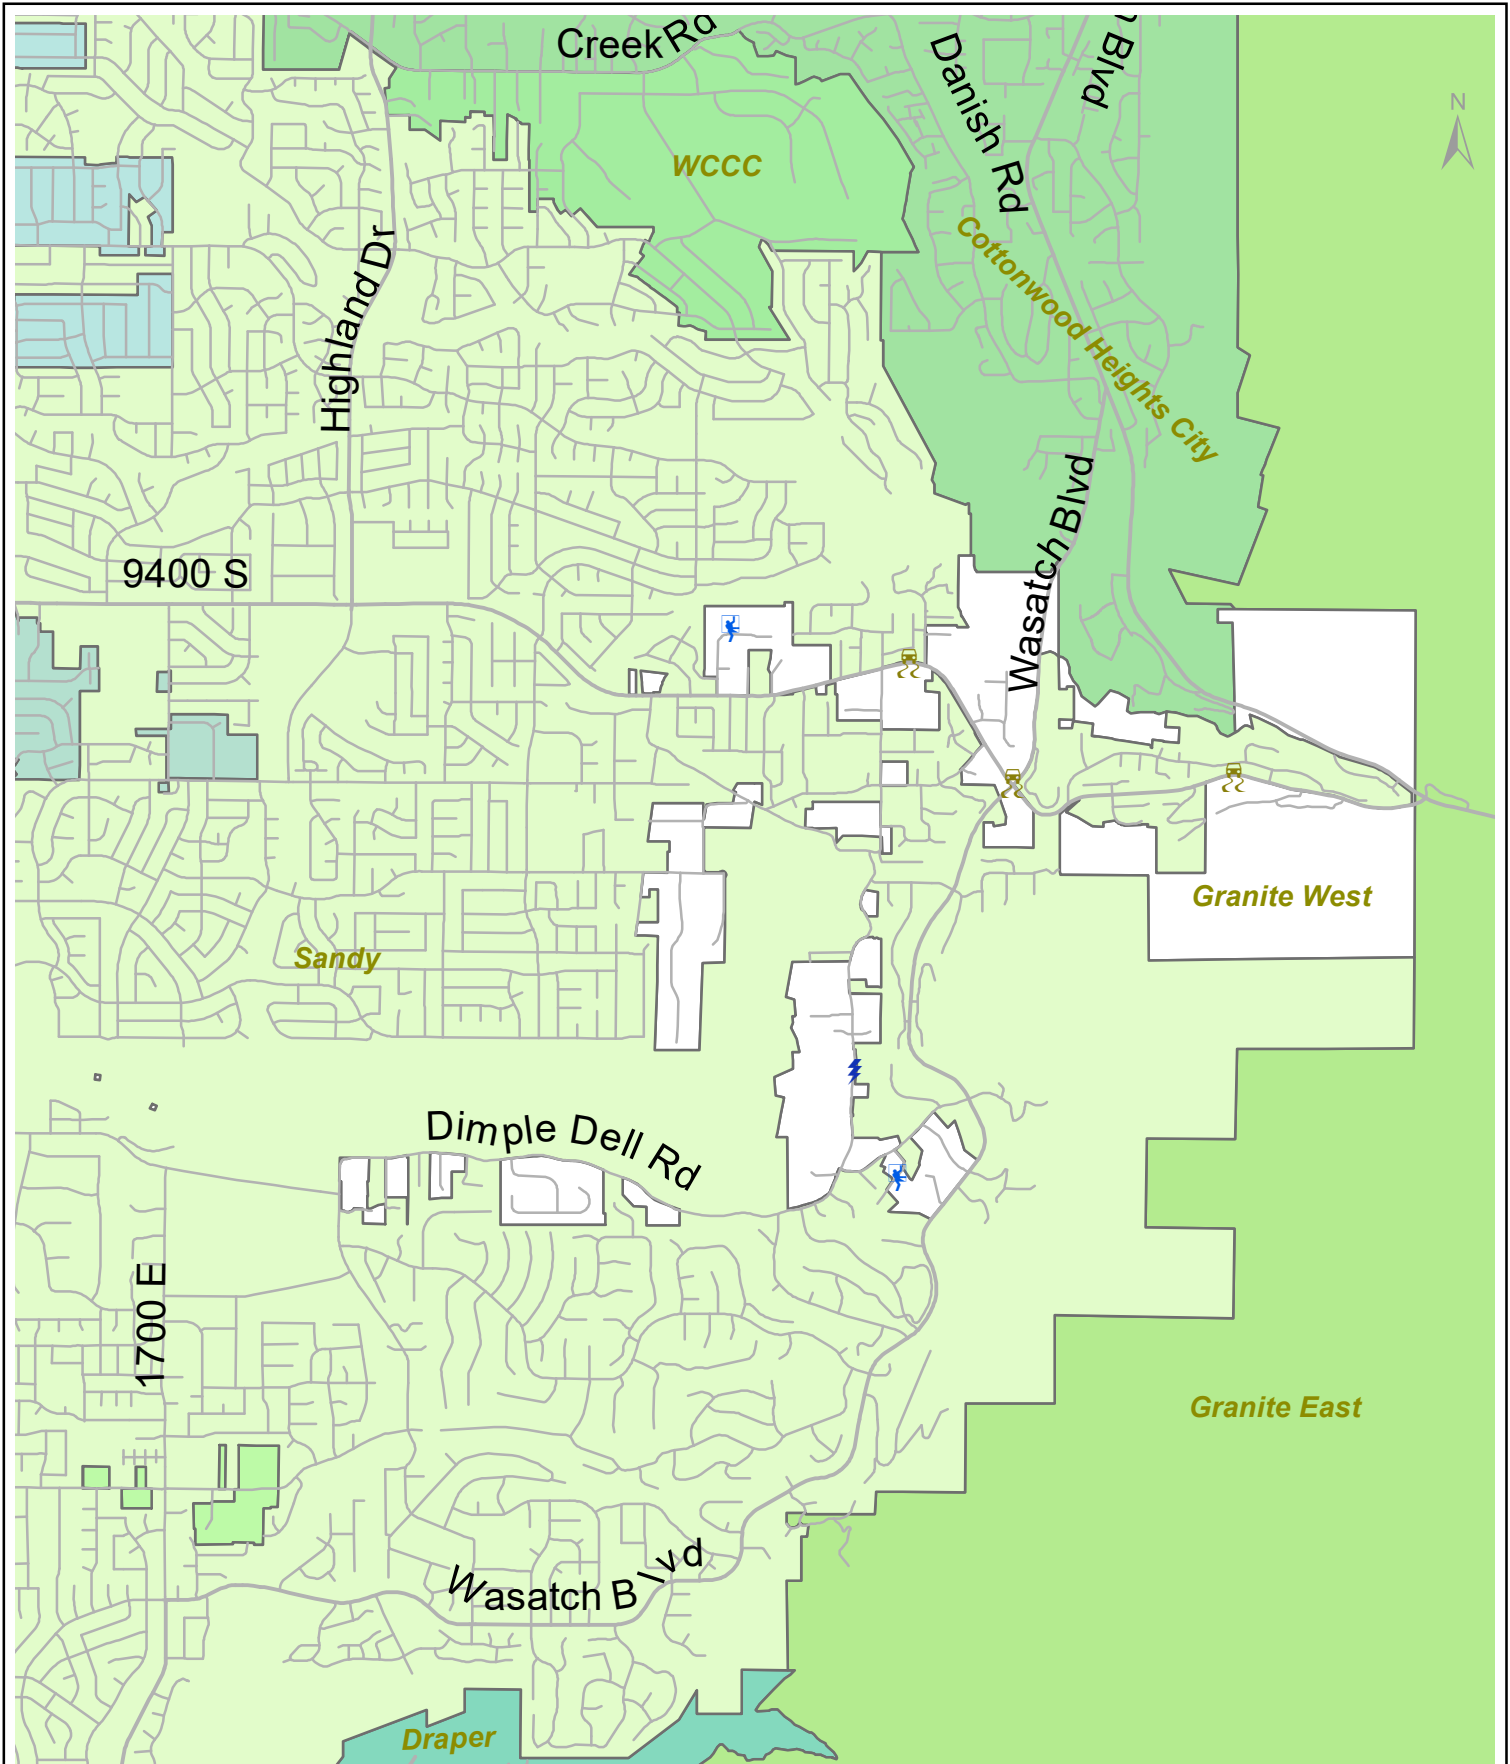 Creek Rd
Danish Rd
n Blvd
N
WCCC
Cottonwood Heights City
Highland Dr
Wasatch Blvd
9400 S
Granite West
Sandy
Dimple Dell Rd
1700 E
Granite East
Wasatch Blvd
Draper